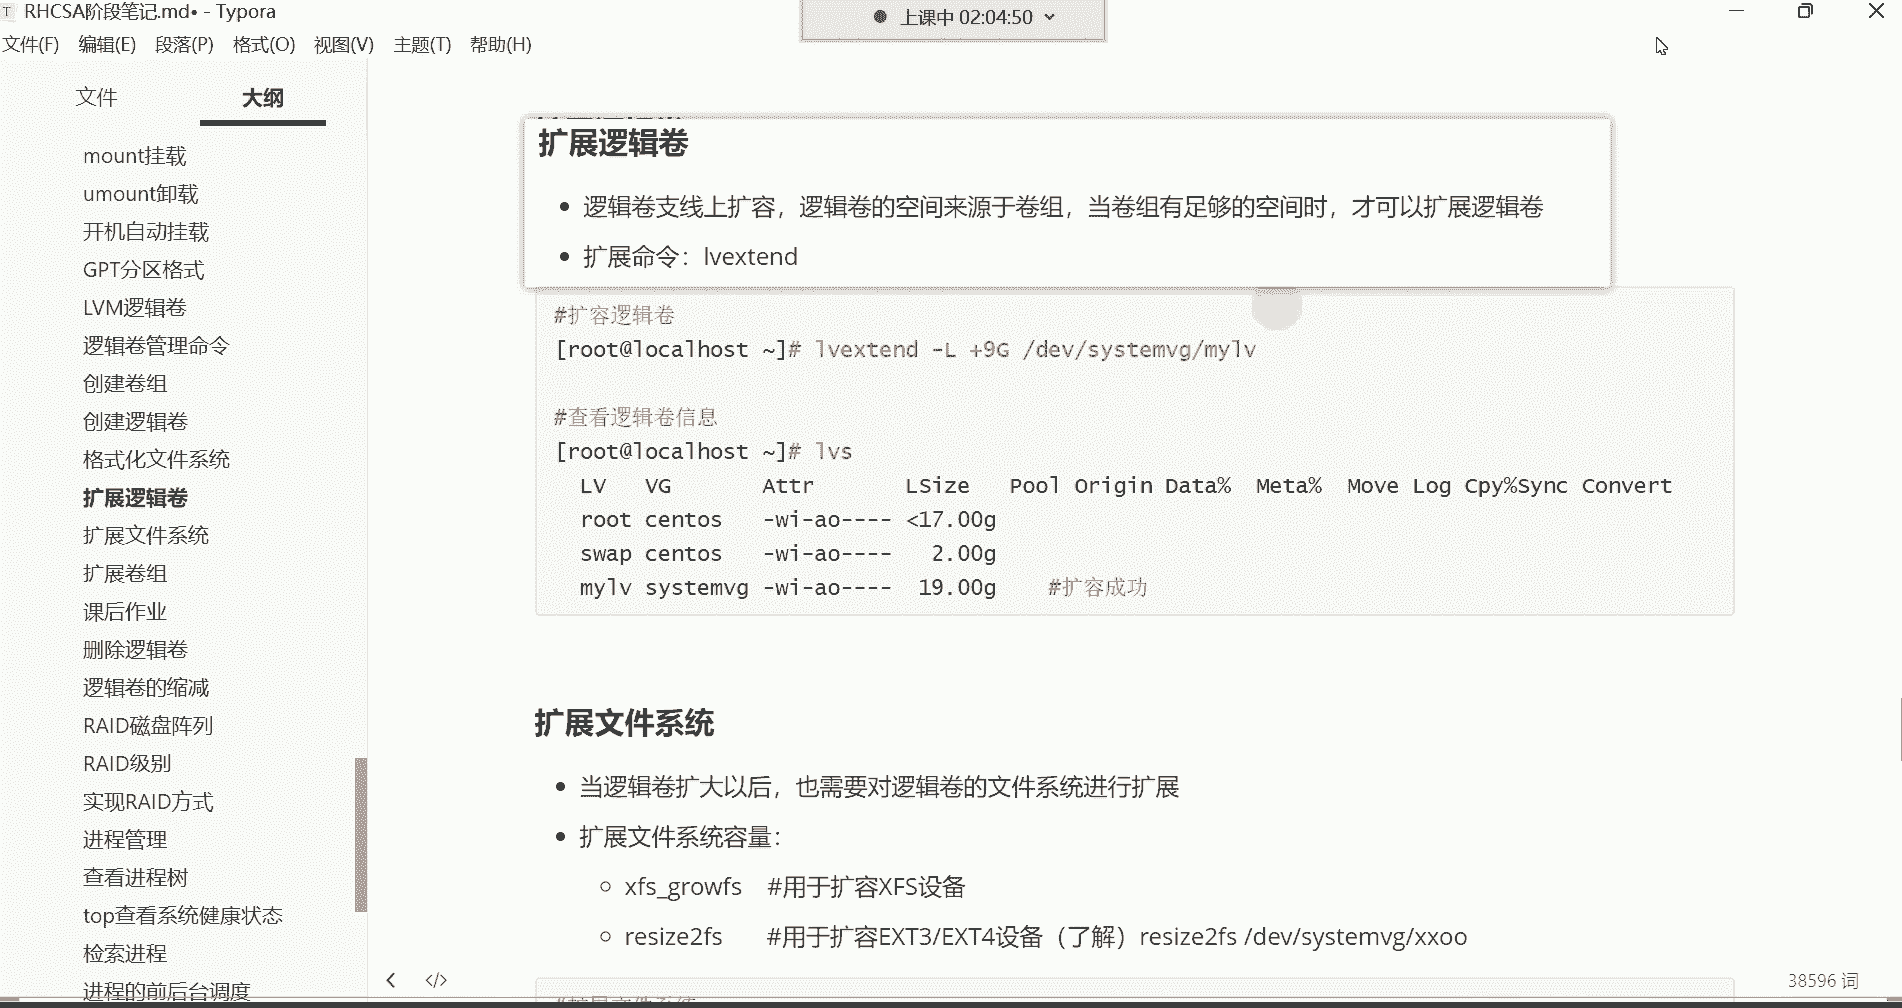 RHCSA阶段笔记.md• - Typora
上课中 02:04:50
文件(F) 编辑(E) 段落(P) 格式(O) 视图(V) 主题(T) 帮助(H)
文件 大纲
mount挂载
umount卸载
开机自动挂载
GPT分区格式
LVM逻辑卷
逻辑卷管理命令
创建卷组
创建逻辑卷
格式化文件系统
扩展逻辑卷
扩展文件系统
扩展卷组
课后作业
删除逻辑卷
逻辑卷的缩减
RAID磁盘阵列
RAID级别
实现RAID方式
进程管理
查看进程树
top查看系统健康状态
检索进程
进程的前后台调度
扩展逻辑卷
逻辑卷支线上扩容，逻辑卷的空间来源于卷组，当卷组有足够的空间时，才可以扩展逻辑卷
扩展命令：lvextend
#扩容逻辑卷
[root@localhost ~]# lvextend -L +9G /dev/systemvg/mylv
#查看逻辑卷信息
[root@localhost ~]# lvs
LV VG Attr LSize Pool Origin Data% Meta% Move Log Cpy%Sync Convert
root centos -wi-ao---- <17.00g
swap centos -wi-ao---- 2.00g
mylv systemvg -wi-ao---- 19.00g #扩容成功
扩展文件系统
当逻辑卷扩大以后，也需要对逻辑卷的文件系统进行扩展
扩展文件系统容量：
xfs_growfs #用于扩容XFS设备
resize2fs #用于扩容EXT3/EXT4设备（了解）resize2fs /dev/systemvg/xxoo
38596 词